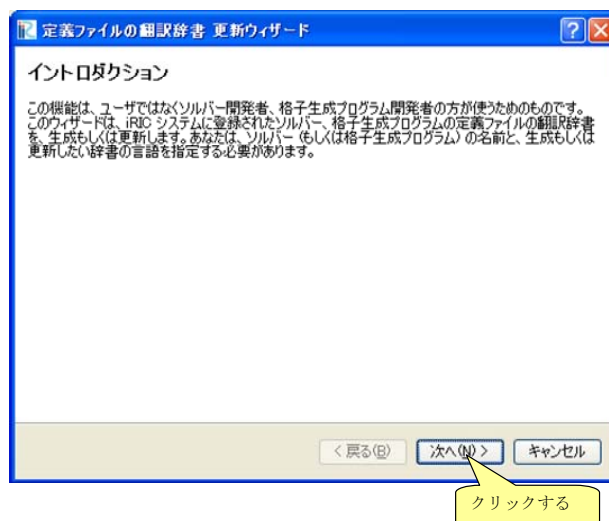 定義ファイルの翻訳辞書 更新ウィザード
イントロダクション
この機能は、ユーザではなくソルバー開発者、格子生成プログラム開発者の方が使うためのものです。
このウィザードは、iRIC システムに登録されたソルバー、格子生成プログラムの定義ファイルの翻訳辞書
を、生成もしくは更新します。あなたは、ソルバー (もしくは格子生成プログラム) の名前と、生成もしくは
更新したい辞書の言語を指定する必要があります。
< 戻る(B) 次へ(N) > キャンセル
クリックする